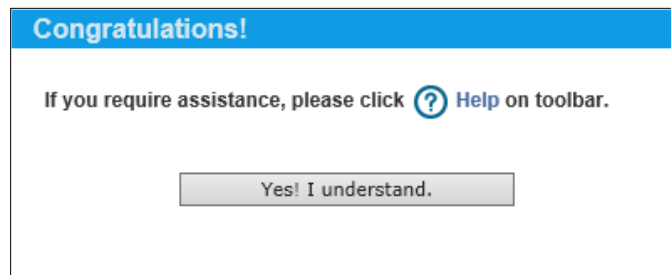 Congratulations!
If you require assistance, please click ? Help on toolbar.
Yes! I understand.